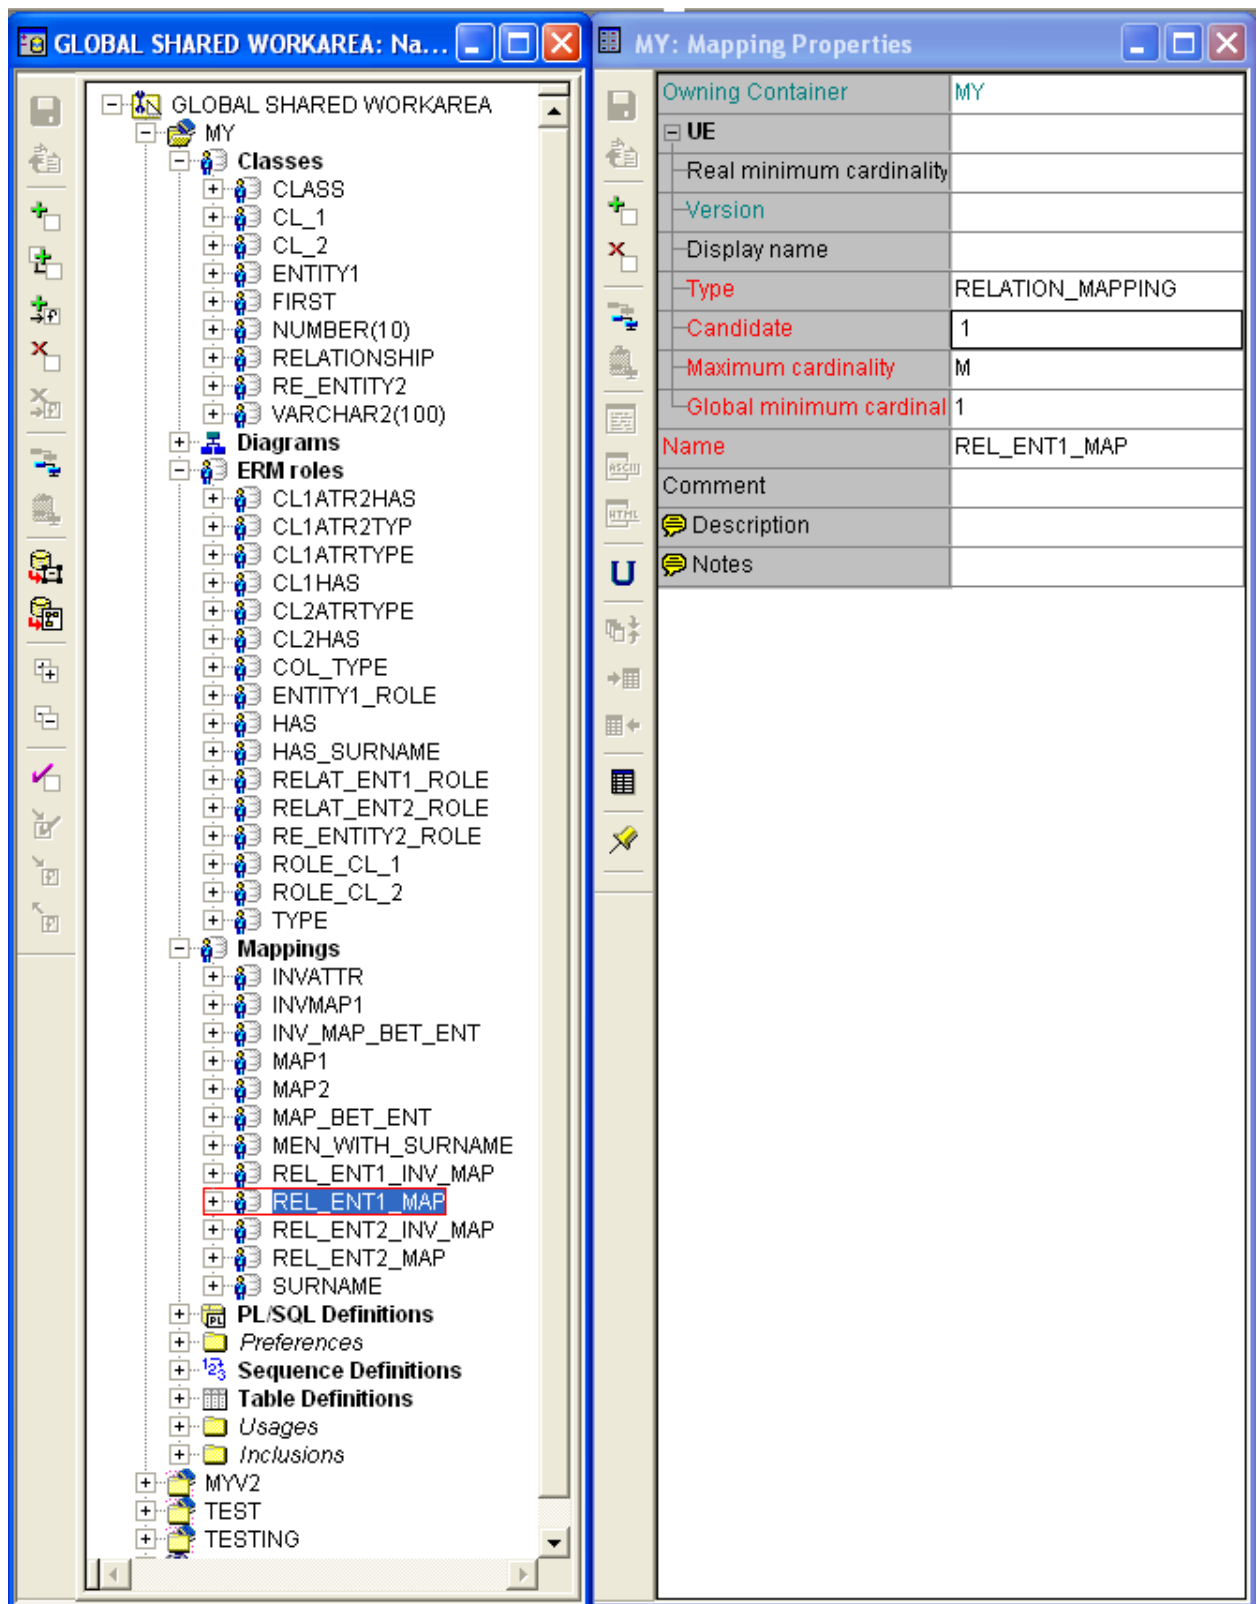 GLOBAL SHARED WORKAREA: Na...
GLOBAL SHARED WORKAREA
MY
Classes
CLASS
CL_1
CL_2
ENTITY1
FIRST
NUMBER(10)
RELATIONSHIP
RE_ENTITY2
VARCHAR2(100)
Diagrams
ERM roles
CL1ATR2HAS
CL1ATR2TYP
CL1ATRTYPE
CL1HAS
CL2ATRTYPE
CL2HAS
COL_TYPE
ENTITY1_ROLE
HAS
HAS_SURNAME
RELAT_ENT1_ROLE
RELAT_ENT2_ROLE
RE_ENTITY2_ROLE
ROLE_CL_1
ROLE_CL_2
TYPE
Mappings
INVATTR
INVMAP1
INV_MAP_BET_ENT
MAP1
MAP2
MAP_BET_ENT
MEN_WITH_SURNAME
REL_ENT1_INV_MAP
REL_ENT1_MAP
REL_ENT2_INV_MAP
REL_ENT2_MAP
SURNAME
PL/SQL Definitions
Preferences
Sequence Definitions
Table Definitions
Usages
Inclusions
MYV2
TEST
TESTING
MY: Mapping Properties
Owning Container MY
UE
Real minimum cardinality
Version
Display name
Type RELATION_MAPPING
Candidate 1
Maximum cardinality M
Global minimum cardinal 1
Name REL_ENT1_MAP
Comment
Description
Notes
ASCII
HTML